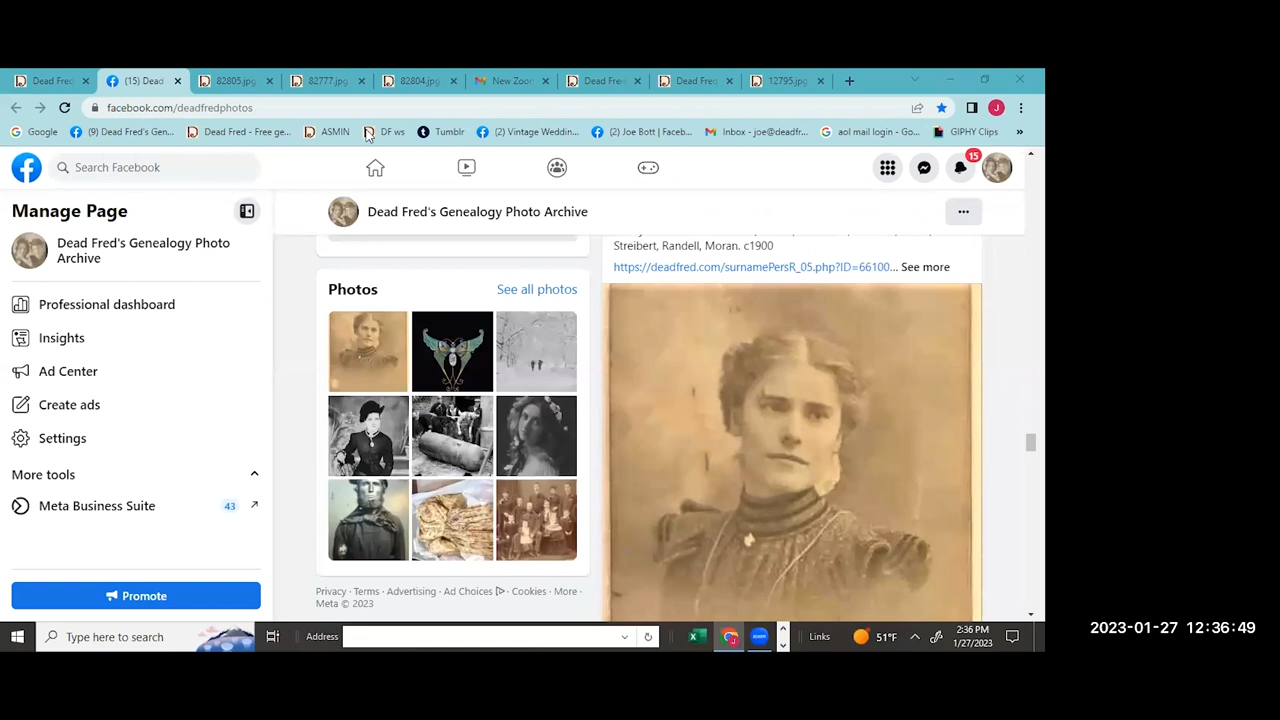 Dead Fre
(15) Dead
82805.jpg
82777.jpg
82804.jpg
New Zoom
Dead Fre
Dead Fred
12795.jpg
facebook.com/deadfredphotos
J
Google
(9) Dead Fred's Gen...
Dead Fred - Free ge...
ASMIN
DF ws
Tumblr
(2) Vintage Weddin...
(2) Joe Bott | Faceb...
Inbox - joe@deadfr...
aol mail login - Go...
GIPHY Clips
»
Search Facebook
15
Manage Page
Dead Fred's Genealogy Photo Archive
Dead Fred's Genealogy Photo
Archive
Professional dashboard
Insights
Ad Center
Create ads
Settings
More tools
Meta Business Suite 43
Promote
Photos See all photos
Privacy · Terms · Advertising · Ad Choices · Cookies · More ·
Meta © 2023
Streibert, Randell, Moran. c1900
https://deadfred.com/surnamePersR_05.php?ID=66100... See more
Type here to search
Address
zoom
Links
51°F
2:36 PM
1/27/2023
2023-01-27 12:36:49